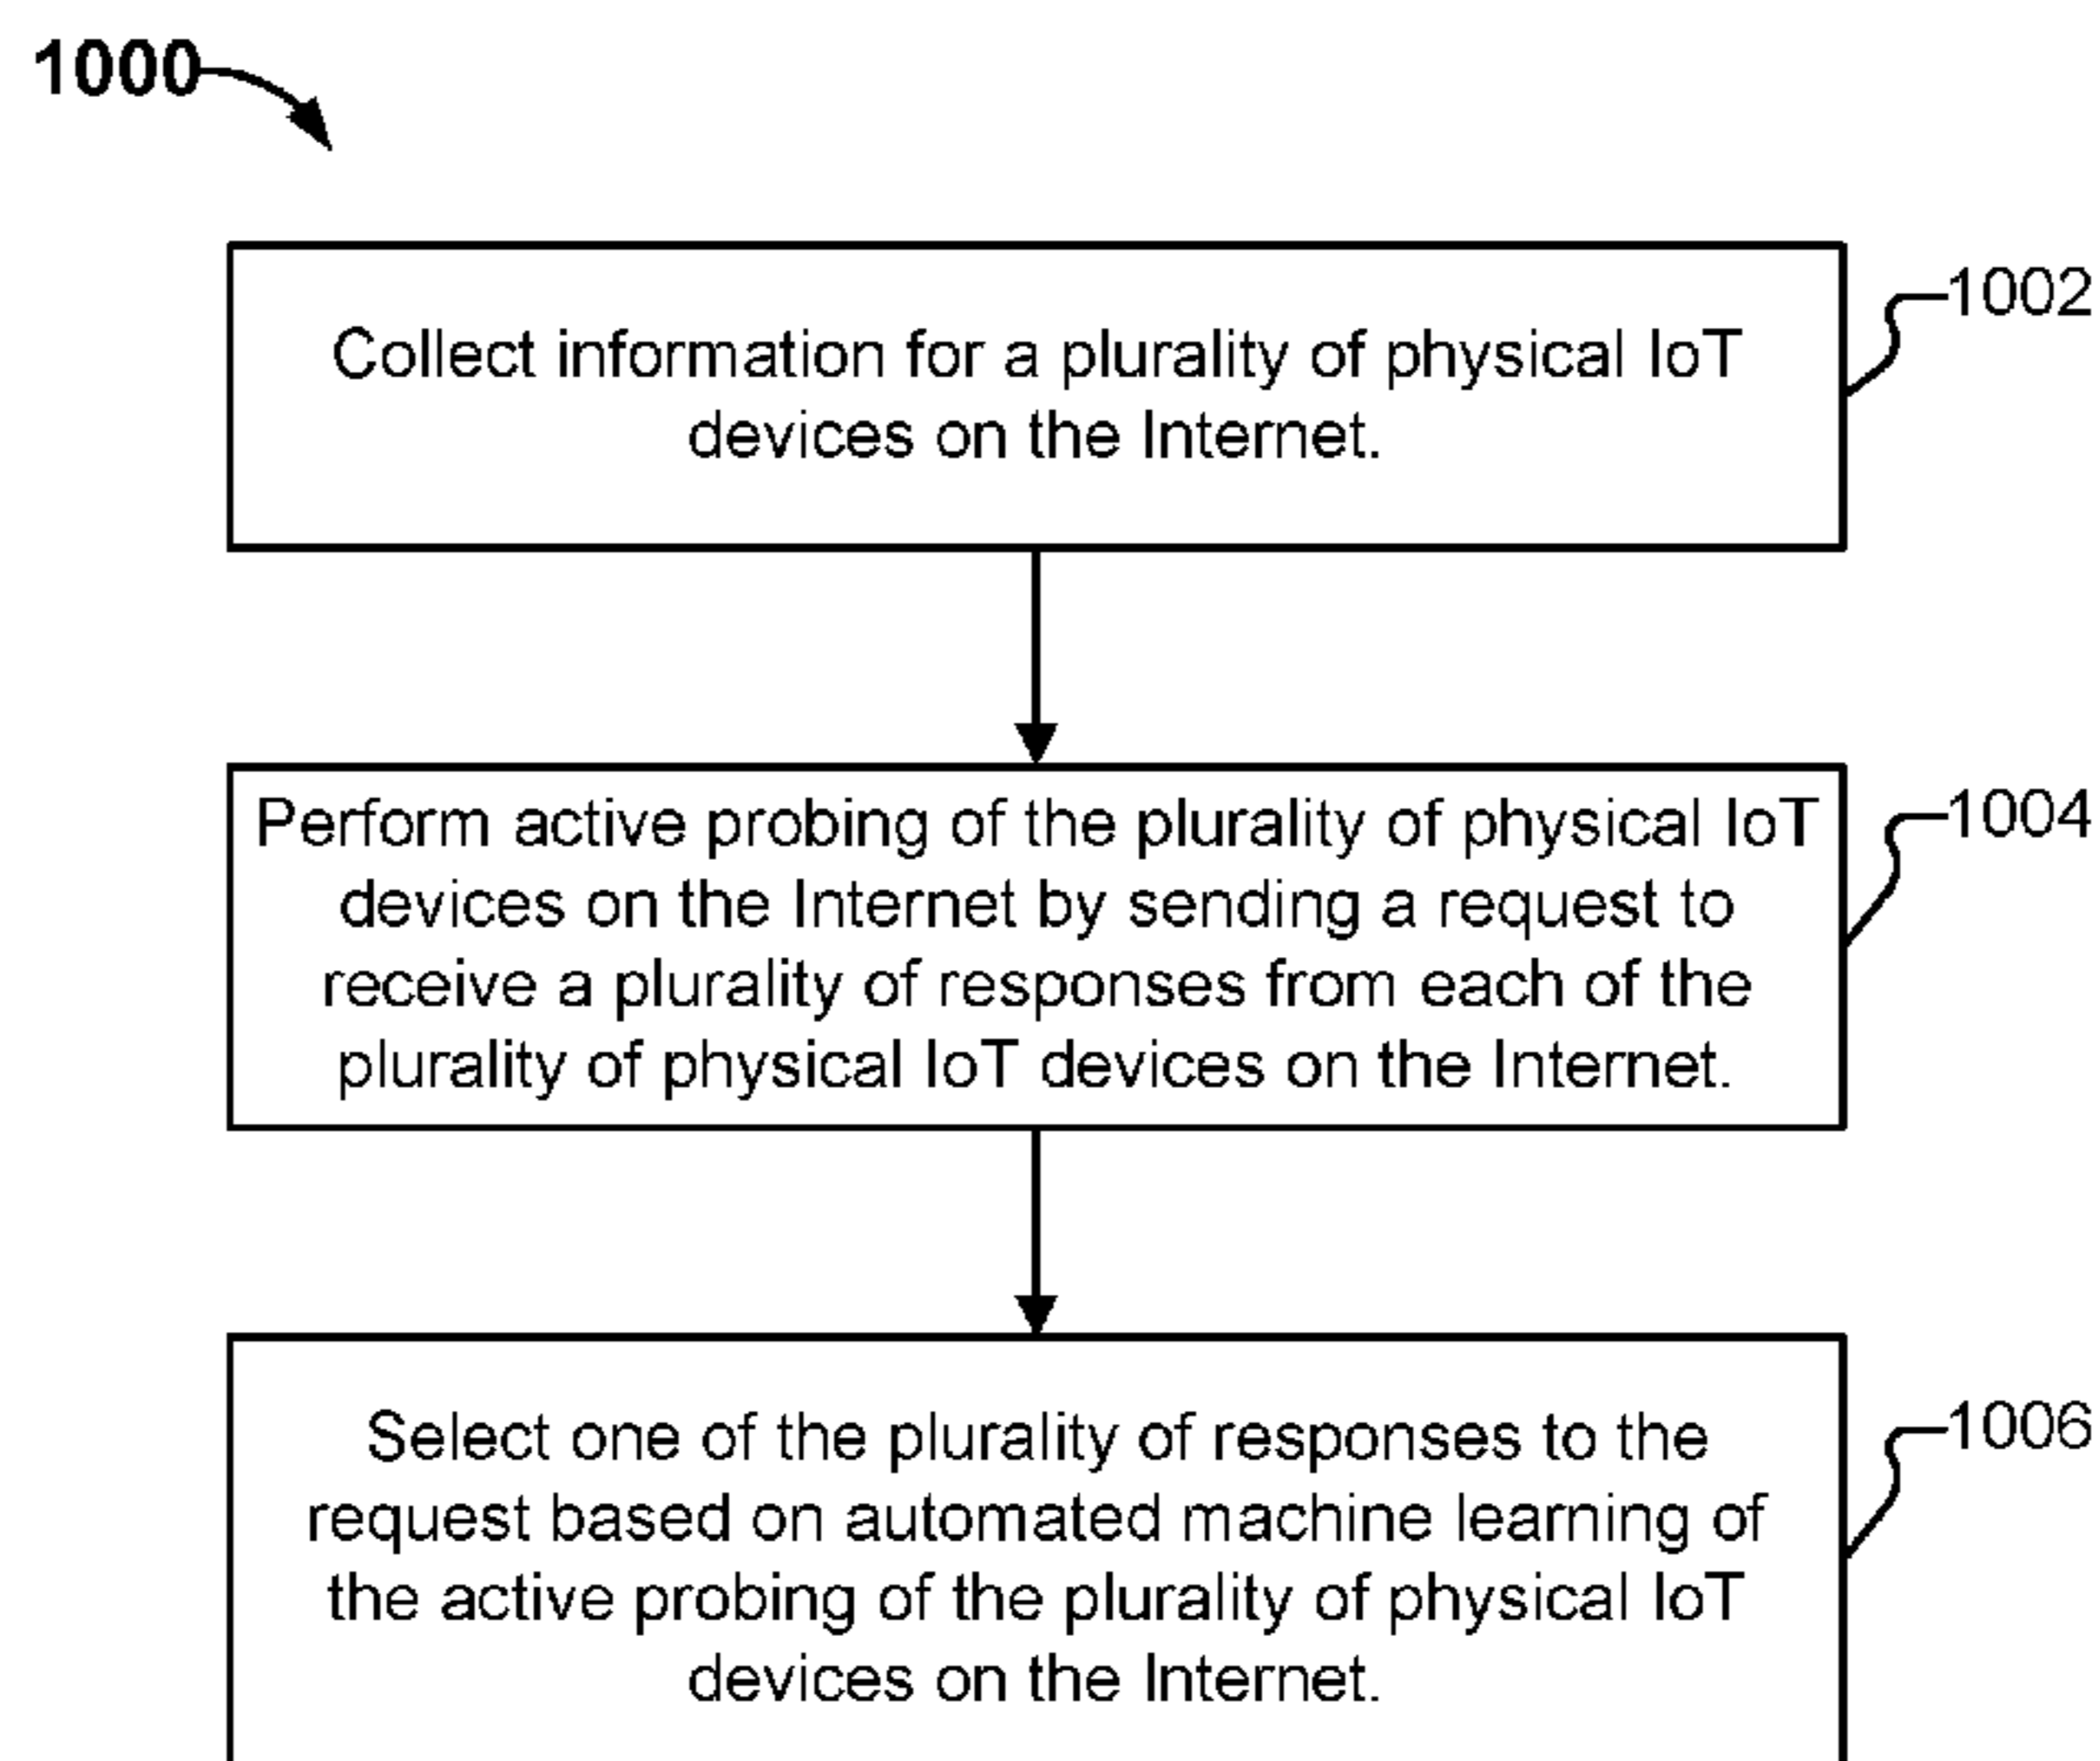 1000
Collect information for a plurality of physical IoT
devices on the Internet.
1002
Perform active probing of the plurality of physical IoT
devices on the Internet by sending a request to
receive a plurality of responses from each of the
plurality of physical IoT devices on the Internet.
1004
Select one of the plurality of responses to the
request based on automated machine learning of
the active probing of the plurality of physical IoT
devices on the Internet.
1006